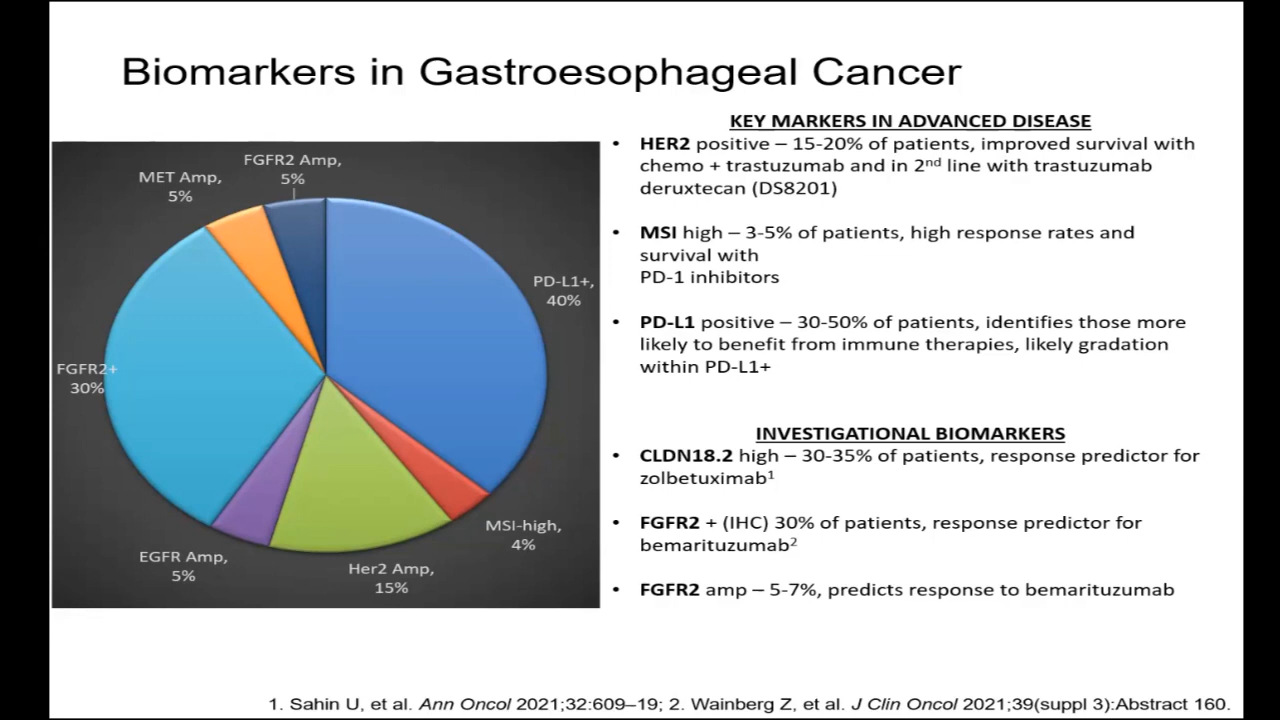 Biomarkers in Gastroesophageal Cancer
FGFR2 Amp,
5%
MET Amp,
5%
PD-L1+,
40%
FGFR2+
30%
MSI-high,
4%
EGFR Amp,
5%
Her2 Amp,
15%
KEY MARKERS IN ADVANCED DISEASE
• HER2 positive – 15-20% of patients, improved survival with
chemo + trastuzumab and in 2nd line with trastuzumab
deruxtecan (DS8201)
• MSI high – 3-5% of patients, high response rates and
survival with
PD-1 inhibitors
• PD-L1 positive – 30-50% of patients, identifies those more
likely to benefit from immune therapies, likely gradation
within PD-L1+
INVESTIGATIONAL BIOMARKERS
• CLDN18.2 high – 30-35% of patients, response predictor for
zolbetuximab1
• FGFR2 + (IHC) 30% of patients, response predictor for
bemarituzumab2
• FGFR2 amp – 5-7%, predicts response to bemarituzumab
1. Sahin U, et al. Ann Oncol 2021;32:609–19; 2. Wainberg Z, et al. J Clin Oncol 2021;39(suppl 3):Abstract 160.